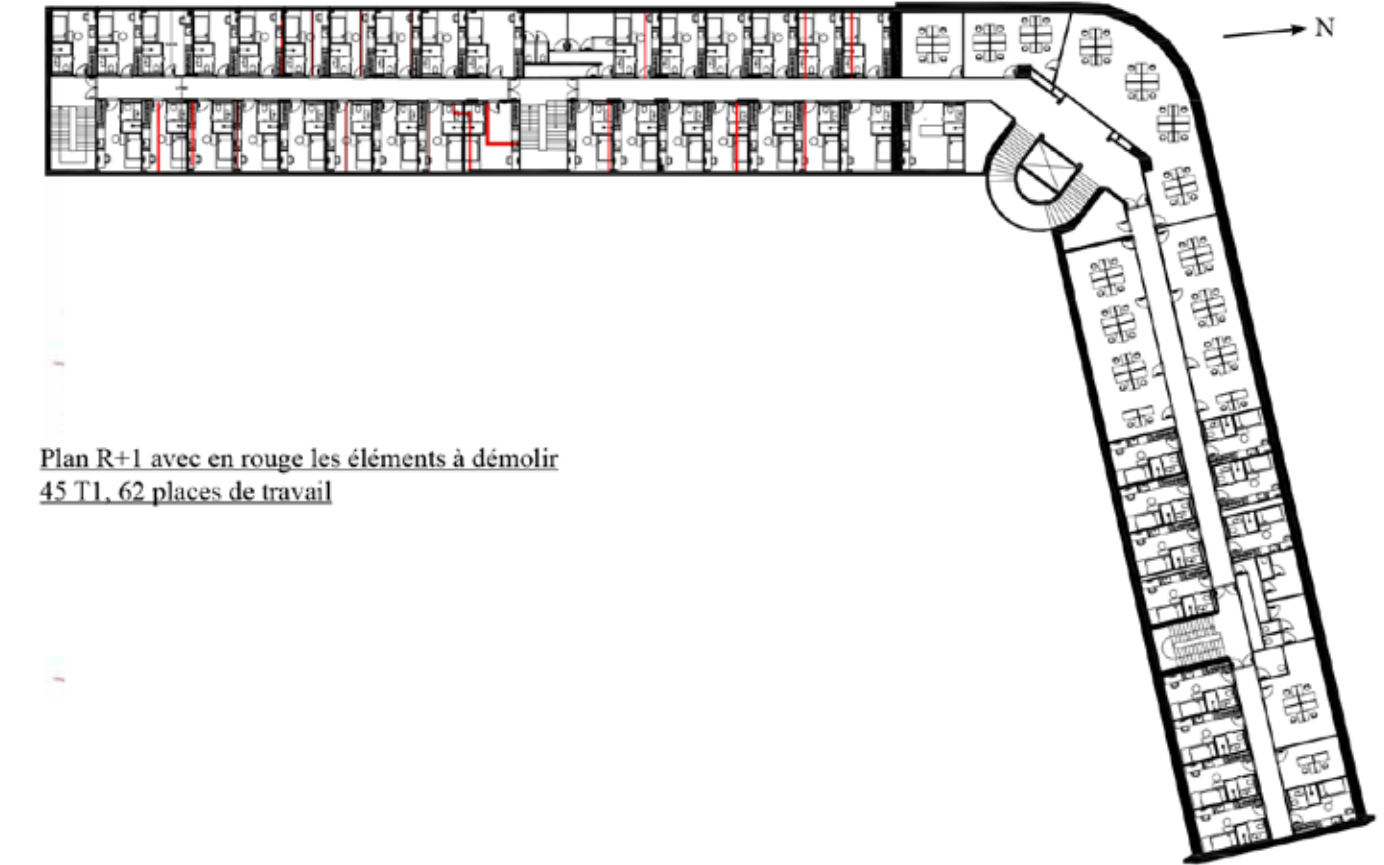 N
Plan R+1 avec en rouge les éléments à démolir
45 T1, 62 places de travail